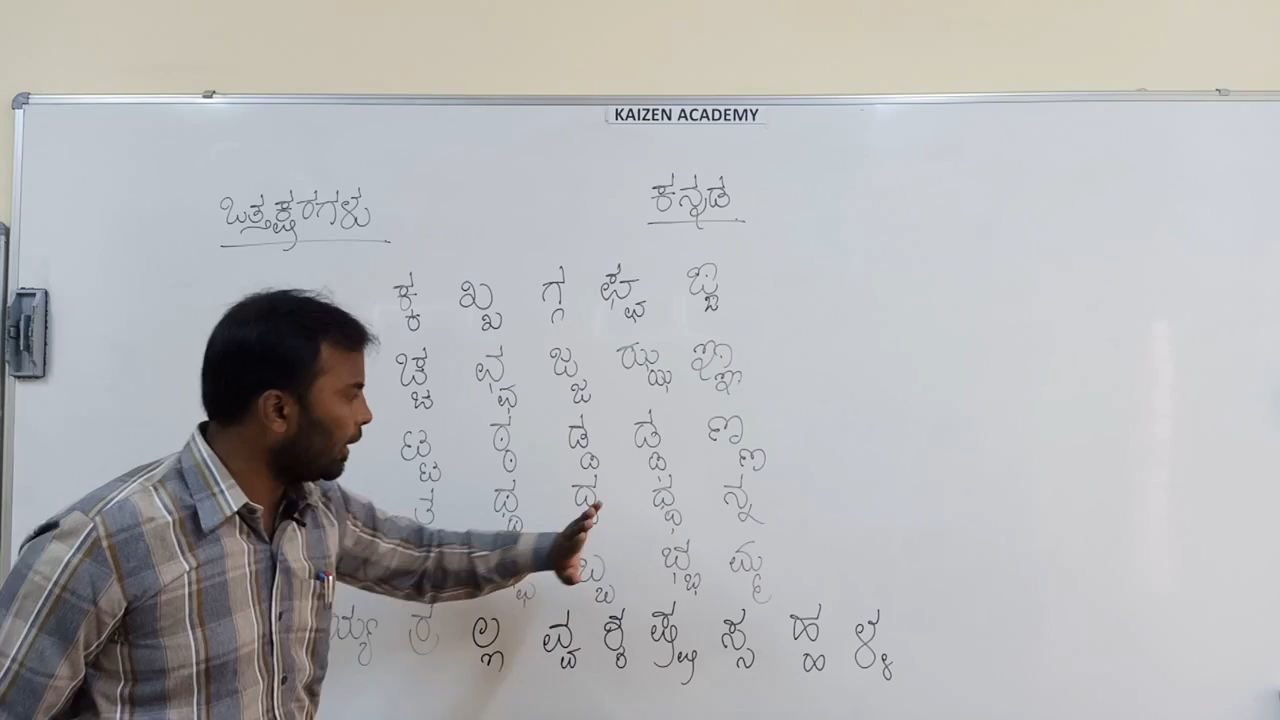 KAIZEN ACADEMY
ಒತ್ತಕ್ಷರಗಳು
ಕನ್ನಡ
ಕ್ಕ ಖ್ಖ ಗ್ಗ ಘ್ಘ ಙ್ಙ
ಚ್ಚ ಛ್ಛ ಜ್ಜ ಝ್ಝ ಞ್ಞ
ಟ್ಟ ಠ್ಠ ಡ್ಡ ಢ್ಢ ಣ್ಣ
ಥ್ಥ ಧ್ಧ ನ್ನ
ಬ್ಬ ಭ್ಭ ಮ್ಮ
ಯ್ಯ ಲ್ಲ ವ್ವ ಶ್ಶ ಷ್ಷ ಸ್ಸ ಹ್ಹ ಳ್ಳ